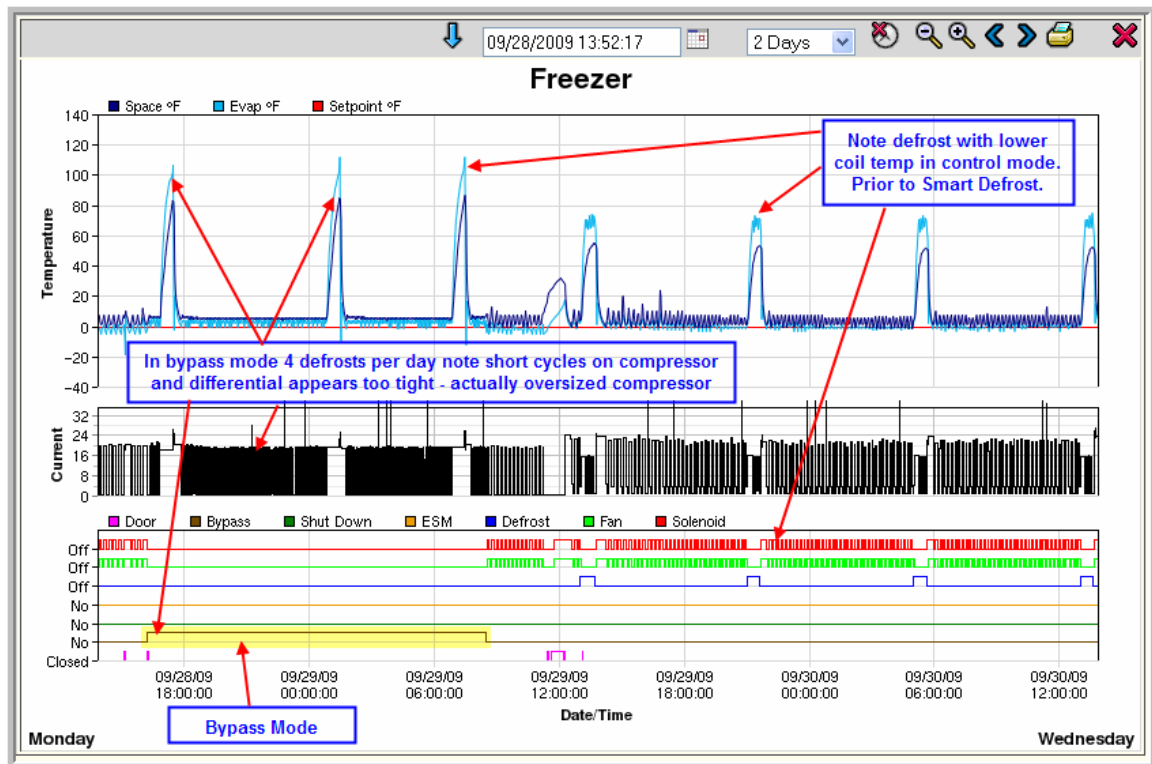 09/28/2009 13:52:17
2 Days
Freezer
Space ºF Evap ºF Setpoint ºF
140
120
100
80
60
40
20
0
-20
-40
Temperature
Note defrost with lower
coil temp in control mode.
Prior to Smart Defrost.
In bypass mode 4 defrosts per day note short cycles on compressor
and differential appears too tight - actually oversized compressor
32
24
16
8
0
Current
Door Bypass Shut Down ESM Defrost Fan Solenoid
Off
Off
Off
No
No
No
Closed
09/28/09 09/29/09 09/29/09 09/29/09 09/29/09 09/30/09 09/30/09 09/30/09
18:00:00 00:00:00 06:00:00 12:00:00 18:00:00 00:00:00 06:00:00 12:00:00
Date/Time
Bypass Mode
Monday Wednesday